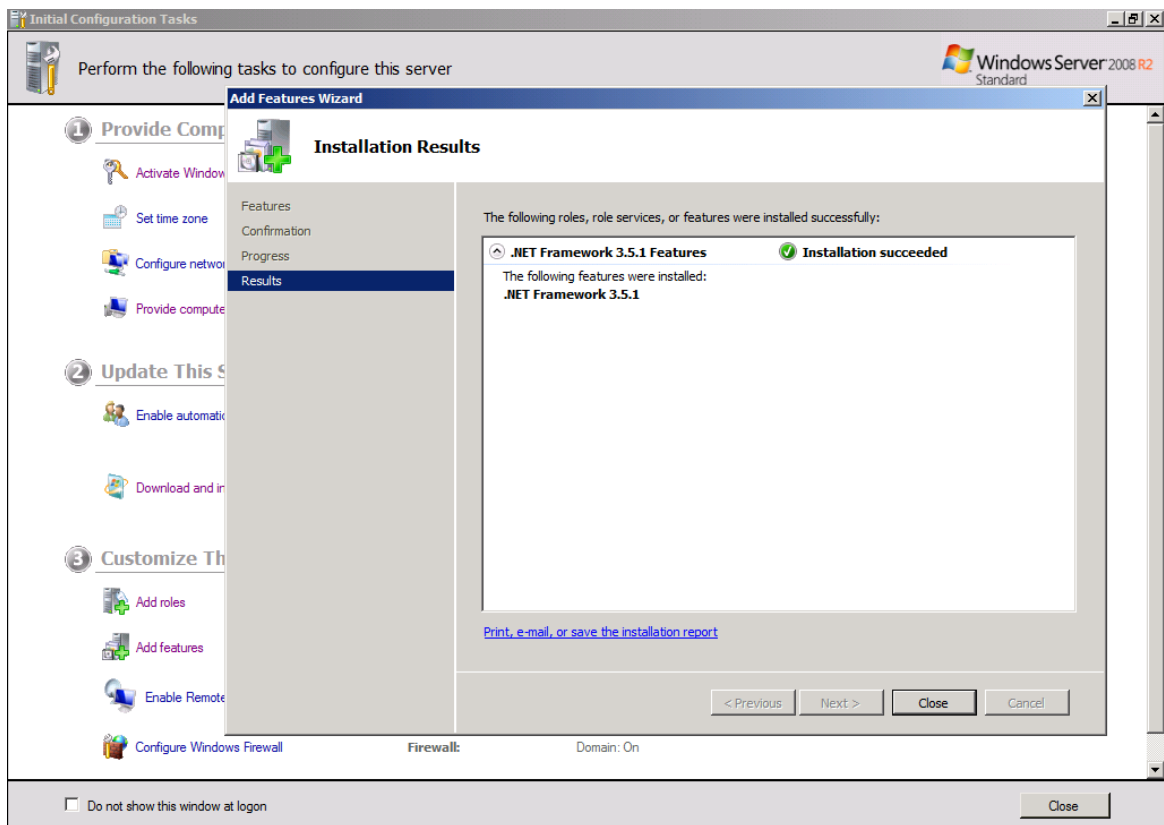 Initial Configuration Tasks
Perform the following tasks to configure this server
Windows Server 2008 R2
Standard
Add Features Wizard
Installation Results
1 Provide Comp
Activate Window
Set time zone
Configure networ
Provide compute
2 Update This S
Enable automatic
Download and in
3 Customize Th
Add roles
Add features
Enable Remote
Configure Windows Firewall
Firewall:
Domain: On
Features
Confirmation
Progress
Results
The following roles, role services, or features were installed successfully:
.NET Framework 3.5.1 Features
Installation succeeded
The following features were installed:
.NET Framework 3.5.1
Print, e-mail, or save the installation report
< Previous
Next >
Close
Cancel
Do not show this window at logon
Close